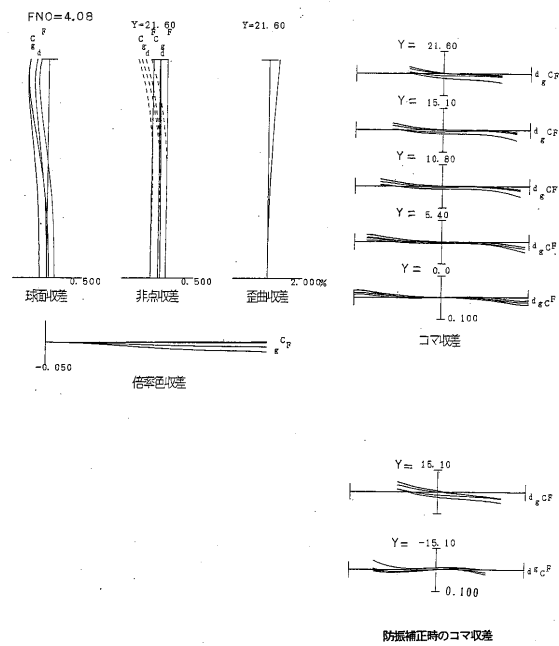 FNO=4.08
Y=21.60
Y=21.60
C
g
d
F
C
g
d
F
C
g
d
F
0.500
0.500
2.000%
球面収差
非点収差
歪曲収差
-0.050
C
F
g
倍率色収差
Y= 21.60
d g C F
Y= 15.10
d g C F
Y= 10.80
d g C F
Y= 5.40
d g C F
Y= 0.0
d g C F
0.100
コマ収差
Y= 15.10
d g C F
Y= -15.10
d g C F
0.100
防振補正時のコマ収差